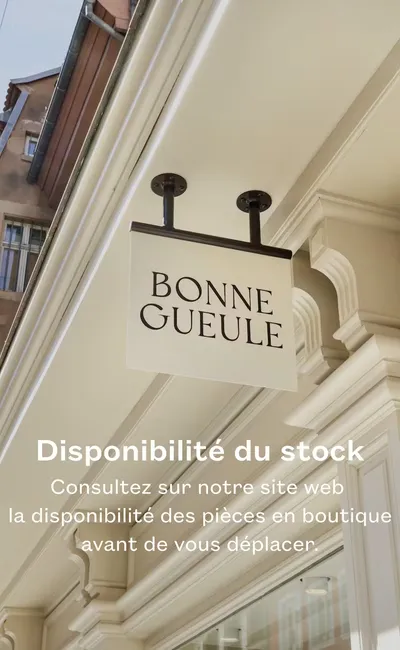 BONNE
GUEULE
Disponibilité du stock
Consultez sur notre site web
la disponibilité des pièces en boutique
avant de vous déplacer.